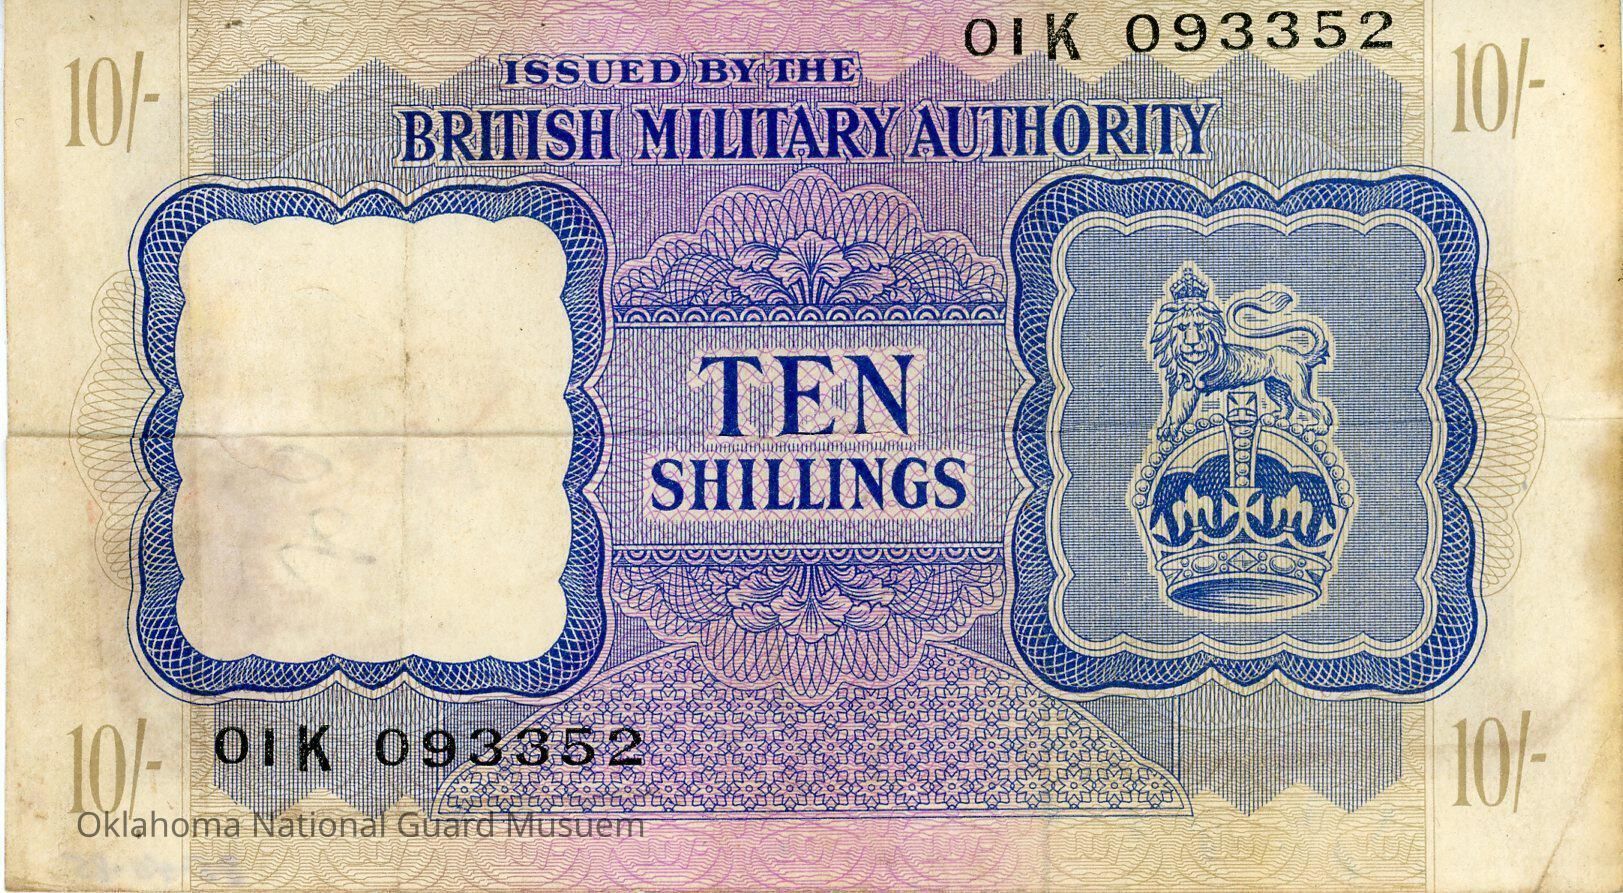 01K 093352
10/-
10/-
ISSUED BY THE
BRITISH MILITARY AUTHORITY
TEN
SHILLINGS
01K 093352
10/-
10/-
Oklahoma National Guard Musuem